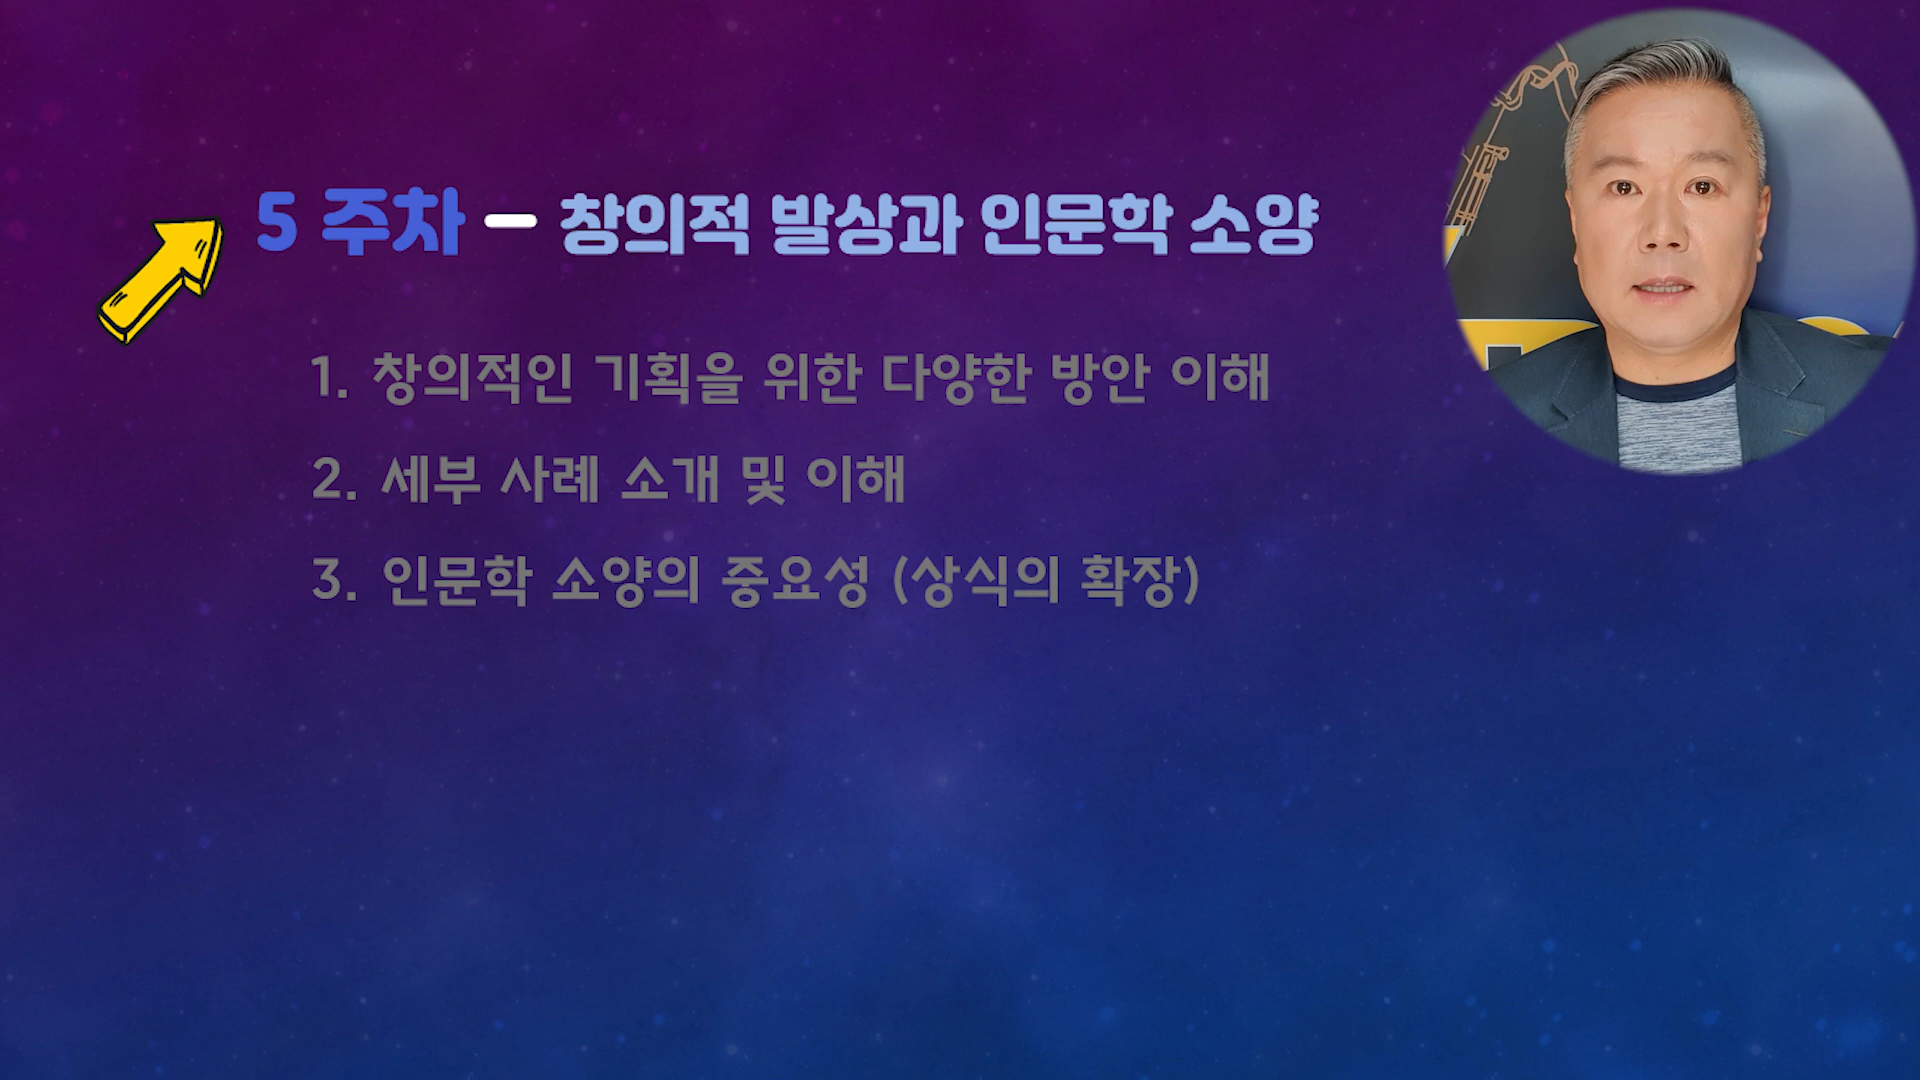 5 주차 - 창의적 발상과 인문학 소양
1. 창의적인 기획을 위한 다양한 방안 이해
2. 세부 사례 소개 및 이해
3. 인문학 소양의 중요성 (상식의 확장)